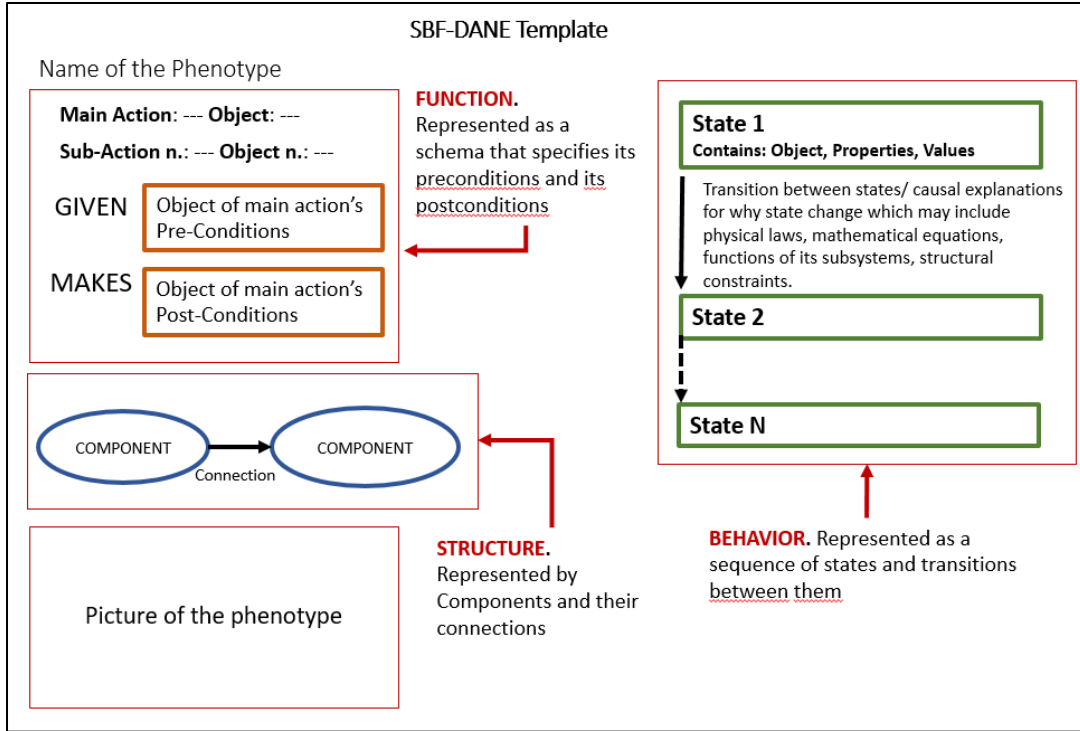 SBF-DANE Template
Name of the Phenotype
Main Action: --- Object: ---
Sub-Action n.: --- Object n.: ---
GIVEN
Object of main action's
Pre-Conditions
MAKES
Object of main action's
Post-Conditions
FUNCTION.
Represented as a
schema that specifies its
preconditions and its
postconditions
State 1
Contains: Object, Properties, Values
Transition between states/ causal explanations
for why state change which may include
physical laws, mathematical equations,
functions of its subsystems, structural
constraints.
State 2
State N
COMPONENT
Connection
COMPONENT
STRUCTURE.
Represented by
Components and their
connections
BEHAVIOR. Represented as a
sequence of states and transitions
between them
Picture of the phenotype